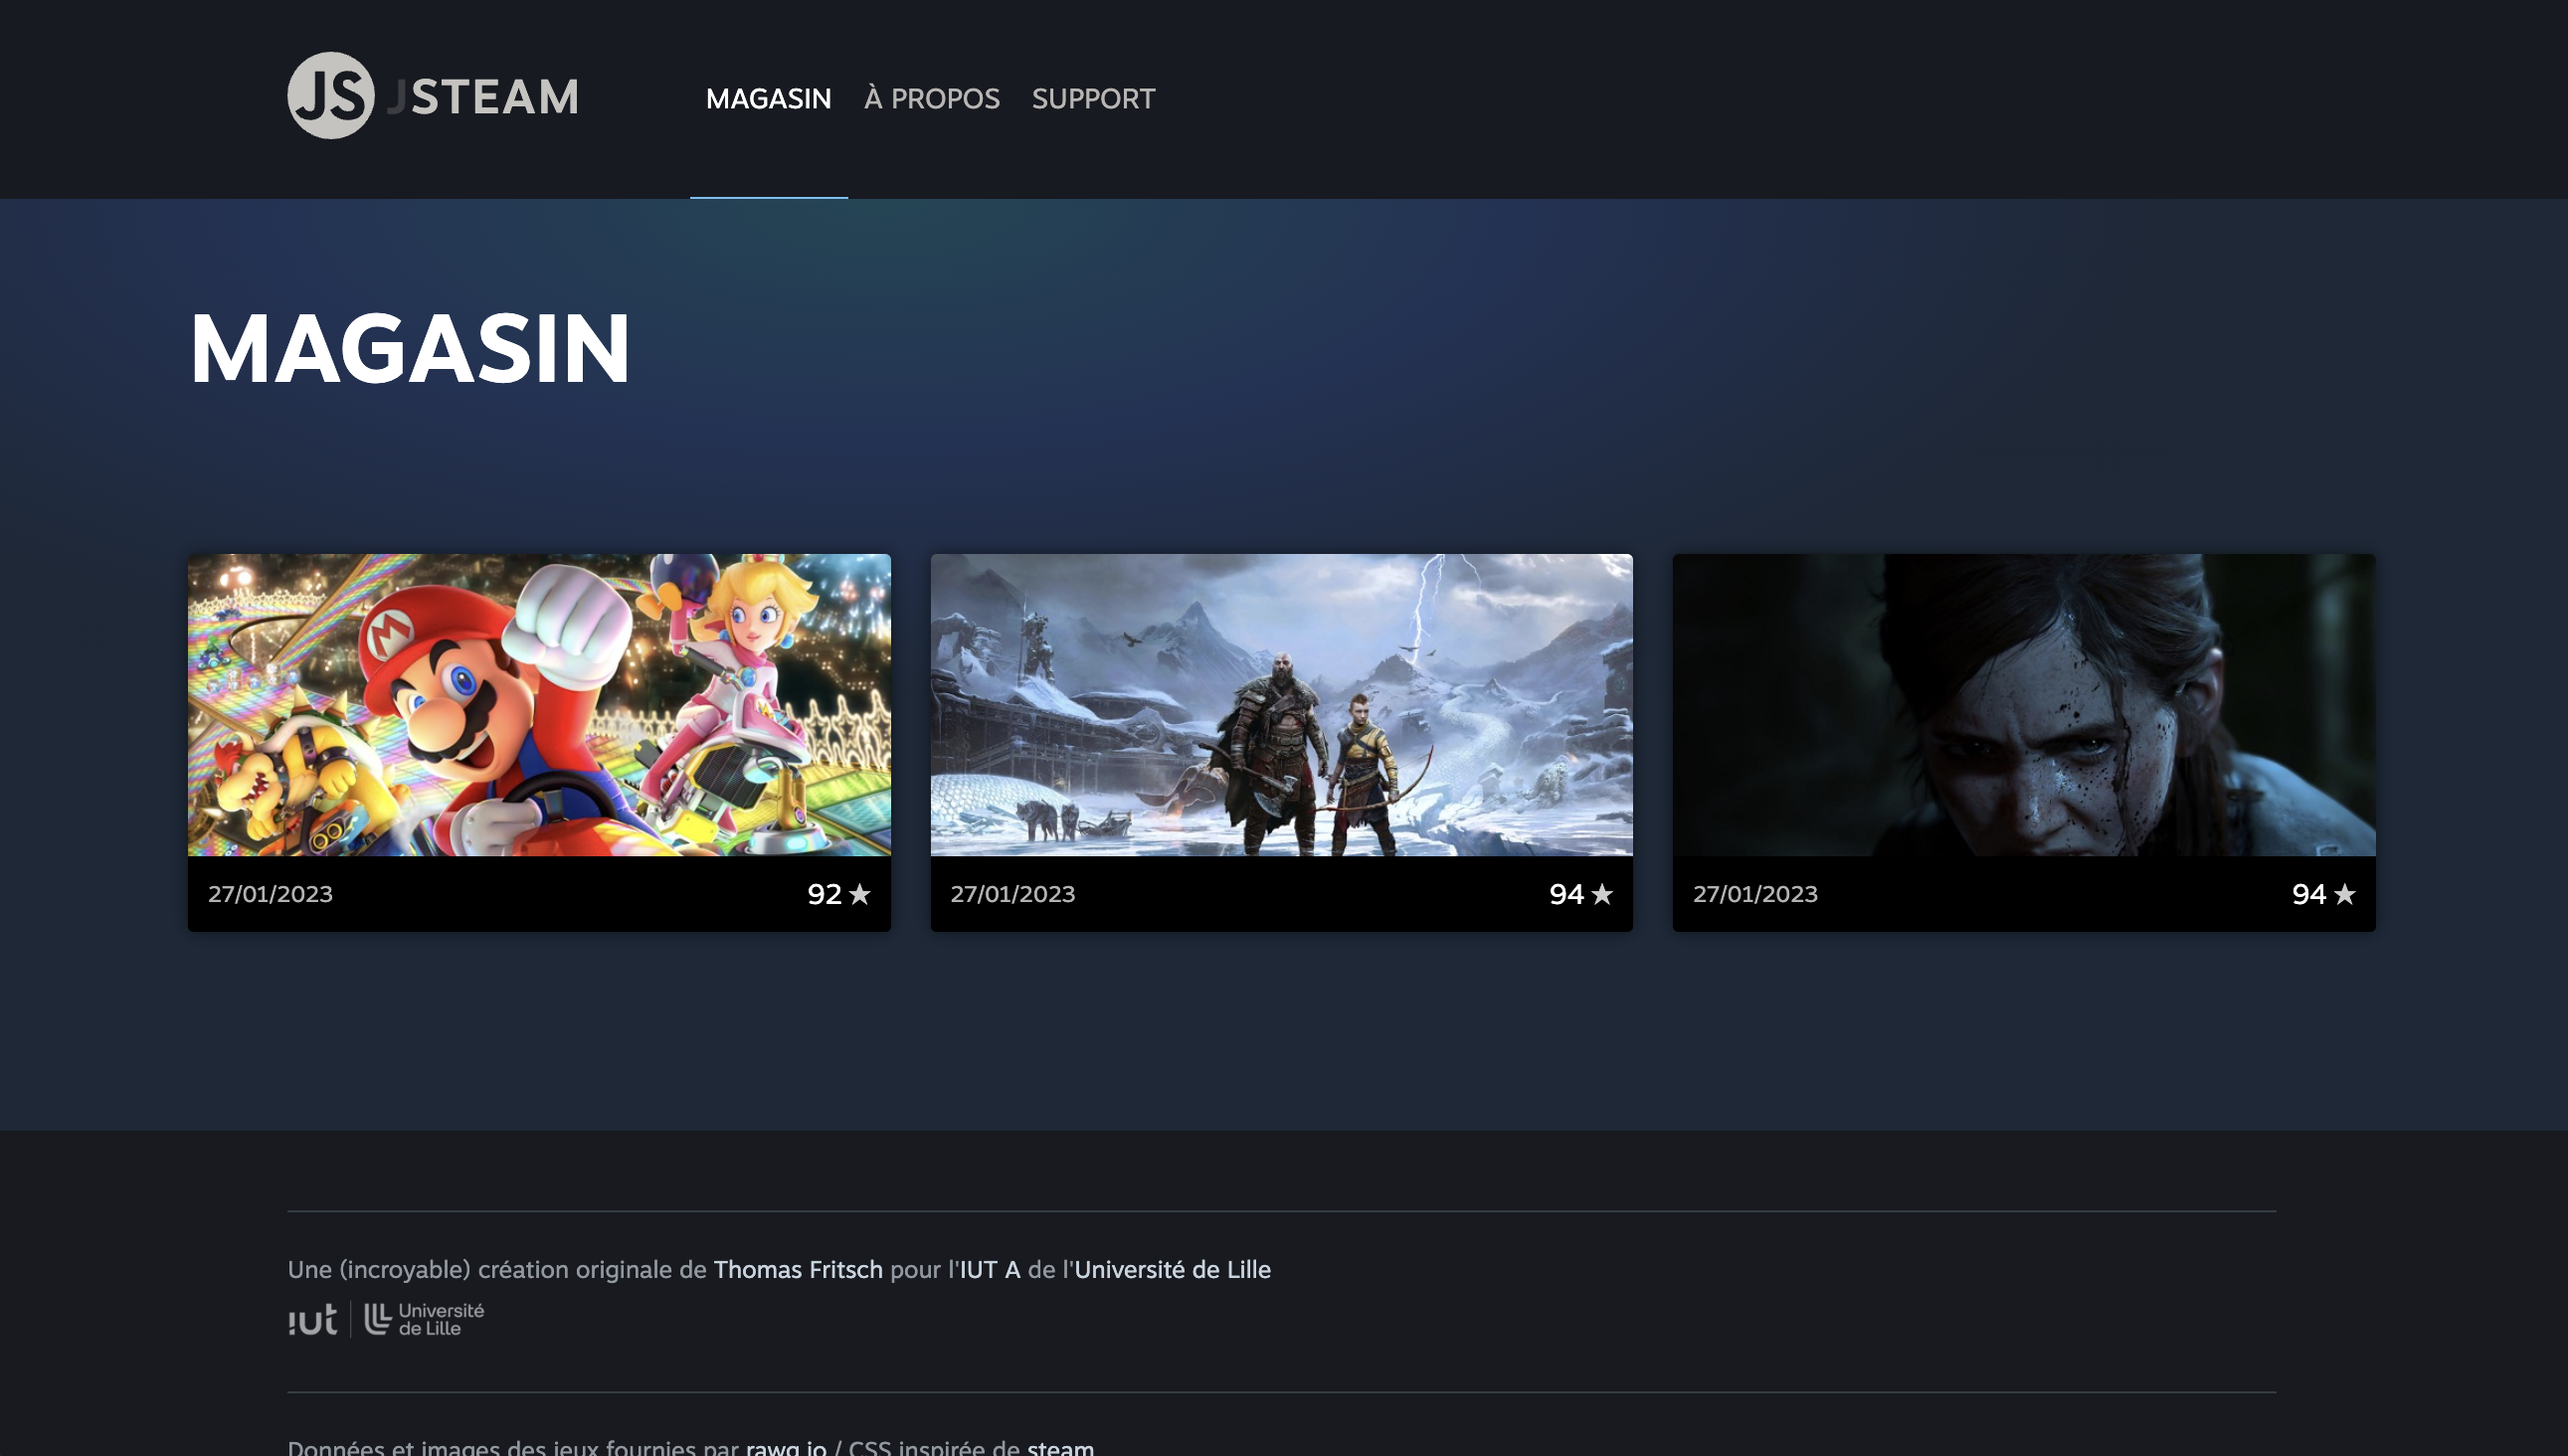 JS JSTEAM
MAGASIN À PROPOS SUPPORT
MAGASIN
M
27/01/2023 92 ★
27/01/2023 94 ★
27/01/2023 94 ★
Une (incroyable) création originale de Thomas Fritsch pour l'IUT A de l'Université de Lille
iut Université
de Lille
Données et images des jeux fournies par rawg.io / CSS inspirée de steam